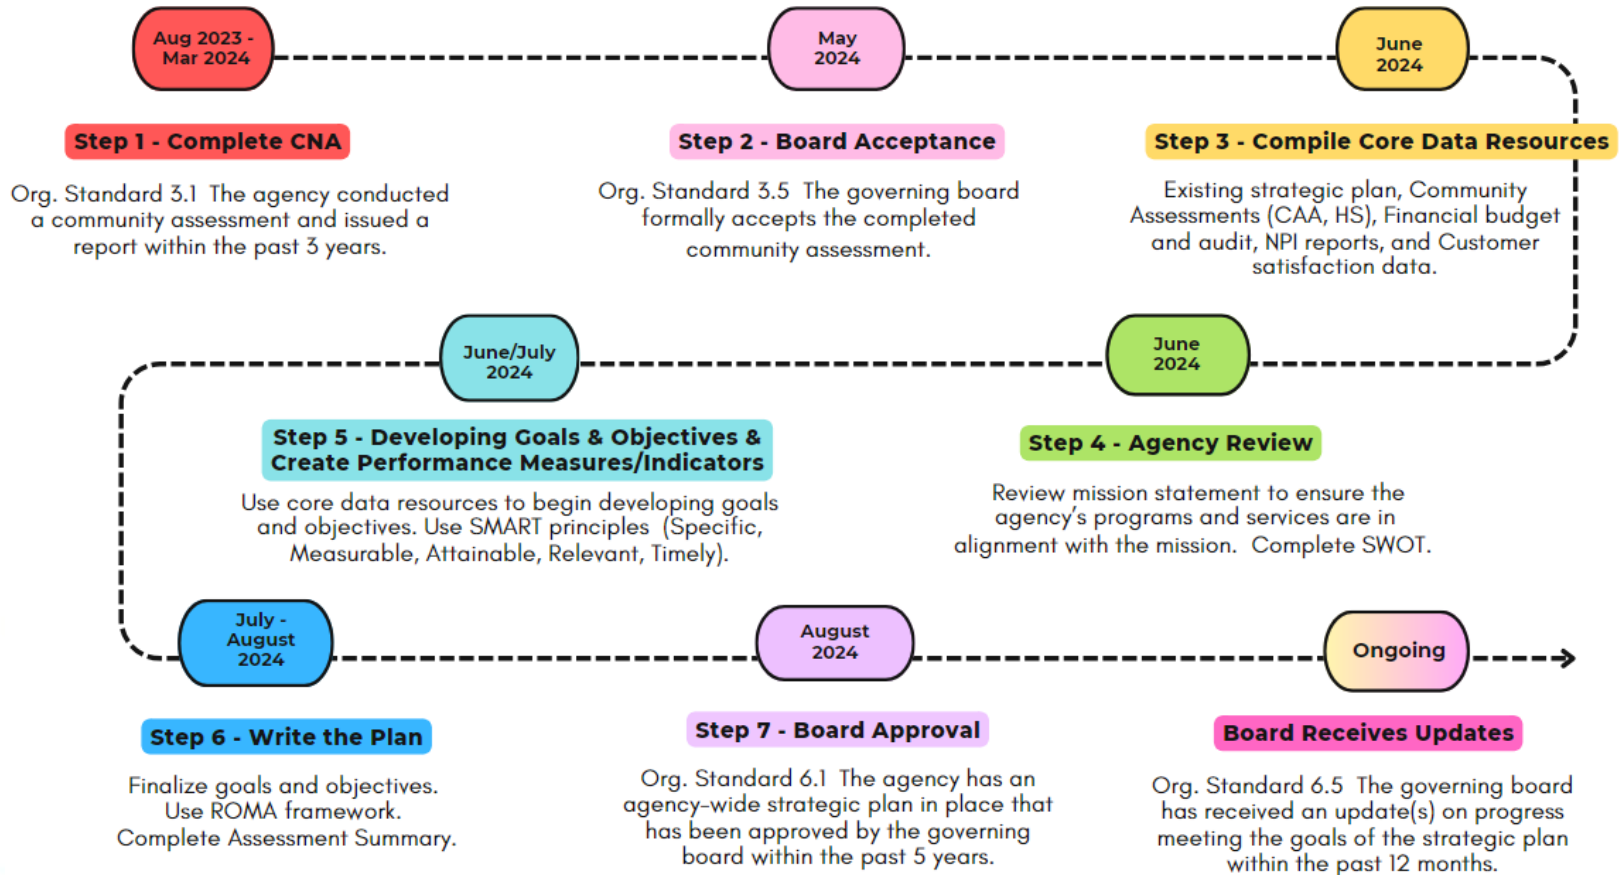 Aug 2023 -
Mar 2024
May
2024
June
2024
Step 1 - Complete CNA
Org. Standard 3.1 The agency conducted
a community assessment and issued a
report within the past 3 years.
Step 2 - Board Acceptance
Org. Standard 3.5 The governing board
formally accepts the completed
community assessment.
Step 3 - Compile Core Data Resources
Existing strategic plan, Community
Assessments (CAA, HS), Financial budget
and audit, NPI reports, and Customer
satisfaction data.
June
2024
Step 4 - Agency Review
Review mission statement to ensure the
agency's programs and services are in
alignment with the mission. Complete SWOT.
June/July
2024
Step 5 - Developing Goals & Objectives &
Create Performance Measures/Indicators
Use core data resources to begin developing goals
and objectives. Use SMART principles (Specific,
Measurable, Attainable, Relevant, Timely).
July -
August
2024
Step 6 - Write the Plan
Finalize goals and objectives.
Use ROMA framework.
Complete Assessment Summary.
August
2024
Step 7 - Board Approval
Org. Standard 6.1 The agency has an
agency-wide strategic plan in place that
has been approved by the governing
board within the past 5 years.
Ongoing
Board Receives Updates
Org. Standard 6.5 The governing board
has received an update(s) on progress
meeting the goals of the strategic plan
within the past 12 months.